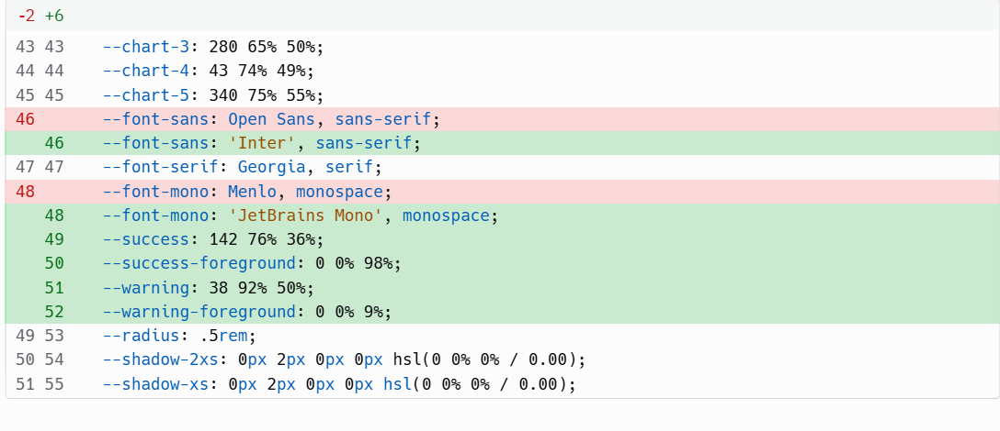 -2 +6
43 43 --chart-3: 280 65% 50%;
44 44 --chart-4: 43 74% 49%;
45 45 --chart-5: 340 75% 55%;
46 --font-sans: Open Sans, sans-serif;
46 --font-sans: 'Inter', sans-serif;
47 47 --font-serif: Georgia, serif;
48 --font-mono: Menlo, monospace;
48 --font-mono: 'JetBrains Mono', monospace;
49 --success: 142 76% 36%;
50 --success-foreground: 0 0% 98%;
51 --warning: 38 92% 50%;
52 --warning-foreground: 0 0% 9%;
49 53 --radius: .5rem;
50 54 --shadow-2xs: 0px 2px 0px 0px hsl(0 0% 0% / 0.00);
51 55 --shadow-xs: 0px 2px 0px 0px hsl(0 0% 0% / 0.00);